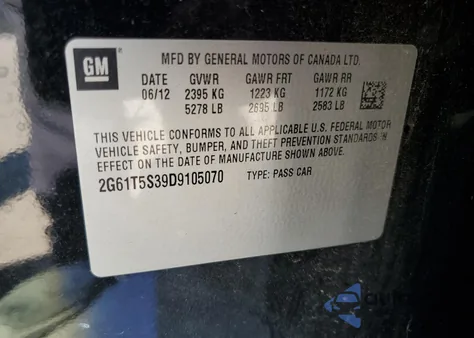 GM
MFD BY GENERAL MOTORS OF CANADA LTD.
DATE GVWR GAWR FRT GAWR RR
06/12 2395 KG 1223 KG 1172 KG
5278 LB 2695 LB 2583 LB
THIS VEHICLE CONFORMS TO ALL APPLICABLE U.S. FEDERAL MOTOR
VEHICLE SAFETY, BUMPER, AND THEFT PREVENTION STANDARDS IN
EFFECT ON THE DATE OF MANUFACTURE SHOWN ABOVE.
2G61T5S39D9105070 TYPE: PASS CAR